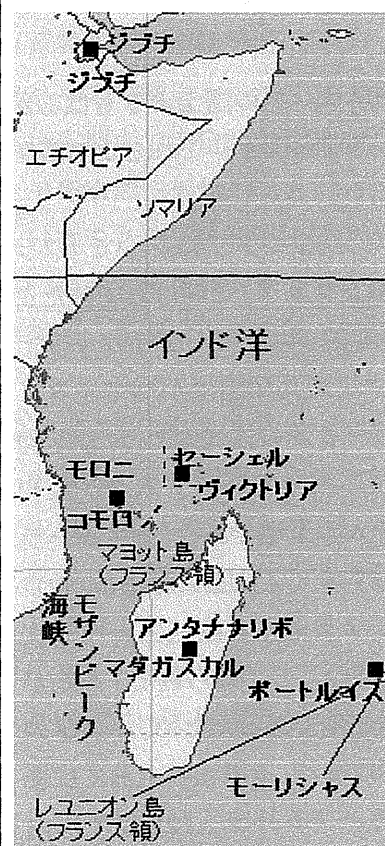 ジブチ
ジブチ
エチオピア
ソマリア
インド洋
モロニ
セーシェル
ヴィクトリア
コモロ
マヨット島
(フランス領)
モザンビーク
海峡
アンタナナリボ
マダガスカル
ポートルイズ
モーリシャス
レユニオン島
(フランス領)